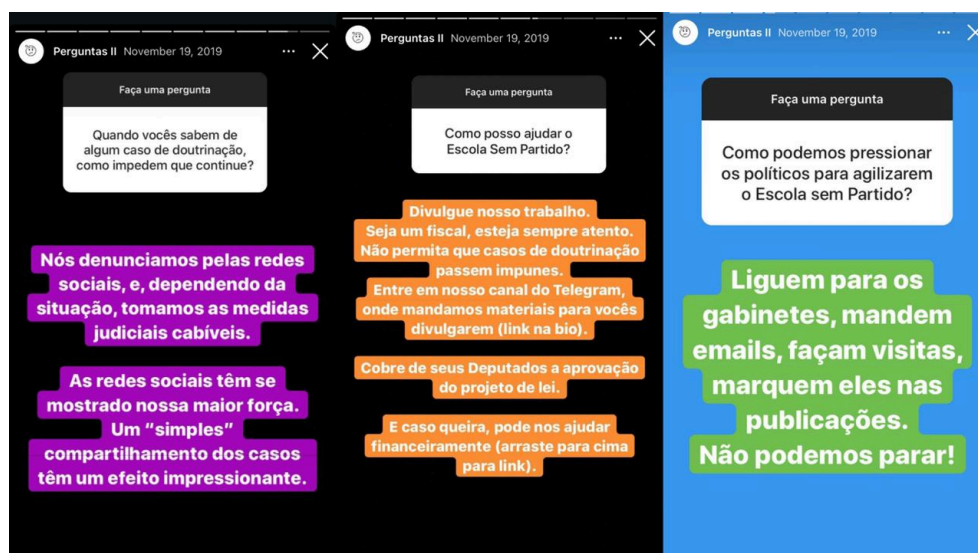 Perguntas II November 19, 2019
Faça uma pergunta
Quando vocês sabem de
algum caso de doutrinação,
como impedem que continue?
Nós denunciamos pelas redes
sociais, e, dependendo da
situação, tomamos as medidas
judiciais cabíveis.
As redes sociais têm se
mostrado nossa maior força.
Um “simples”
compartilhamento dos casos
têm um efeito impressionante.
Perguntas II November 19, 2019
Faça uma pergunta
Como posso ajudar o
Escola Sem Partido?
Divulgue nosso trabalho.
Seja um fiscal, esteja sempre atento.
Não permita que casos de doutrinação
passem impunes.
Entre em nosso canal do Telegram,
onde mandamos materiais para vocês
divulgarem (link na bio).
Cobre de seus Deputados a aprovação
do projeto de lei.
E caso queira, pode nos ajudar
financeiramente (arraste para cima
para link).
Perguntas II November 19, 2019
Faça uma pergunta
Como podemos pressionar
os políticos para agilizarem
o Escola sem Partido?
Liguem para os
gabinetes, mandem
emails, façam visitas,
marquem eles nas
publicações.
Não podemos parar!